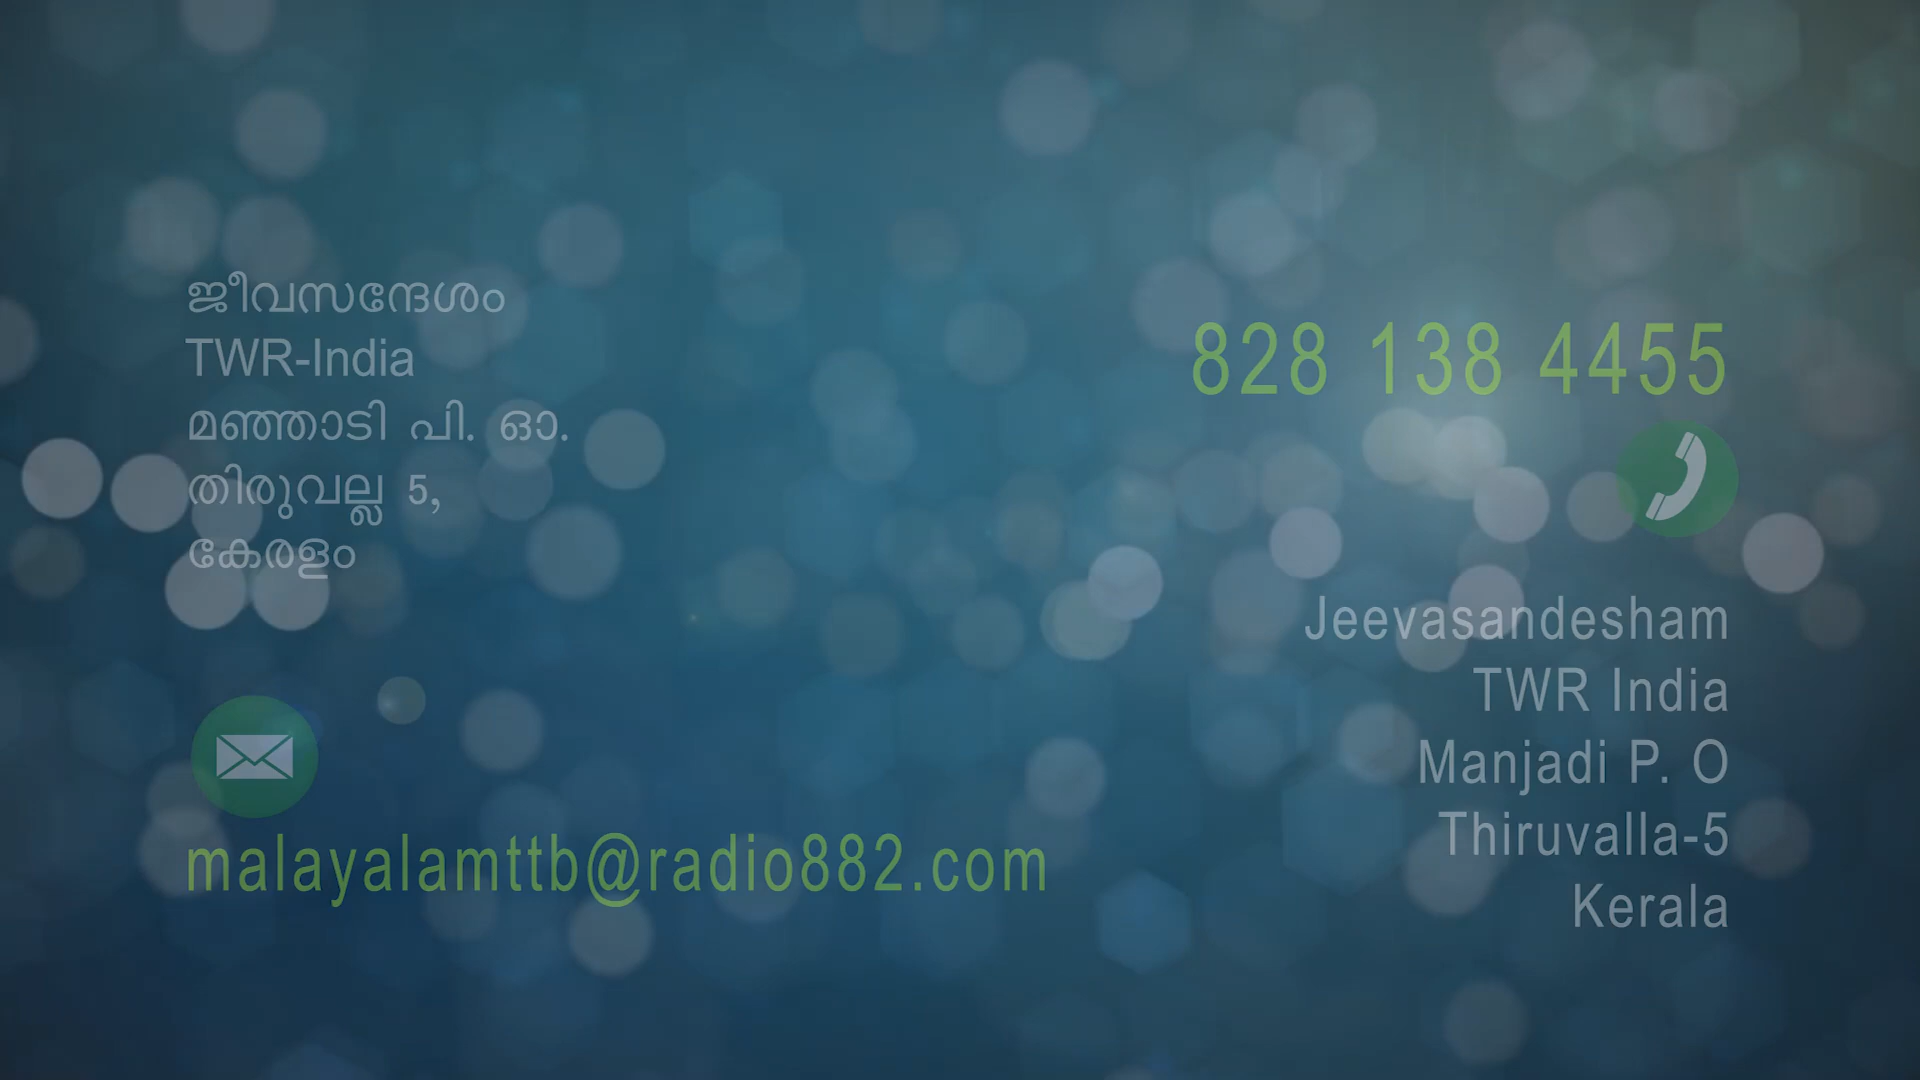 ജീവസന്ദേശം
TWR-India
മഞ്ഞാടി പി. ഓ.
തിരുവല്ല 5,
കേരളം
malayalamttb@radio882.com
828 138 4455
Jeevasandesham
TWR India
Manjadi P. O
Thiruvalla-5
Kerala